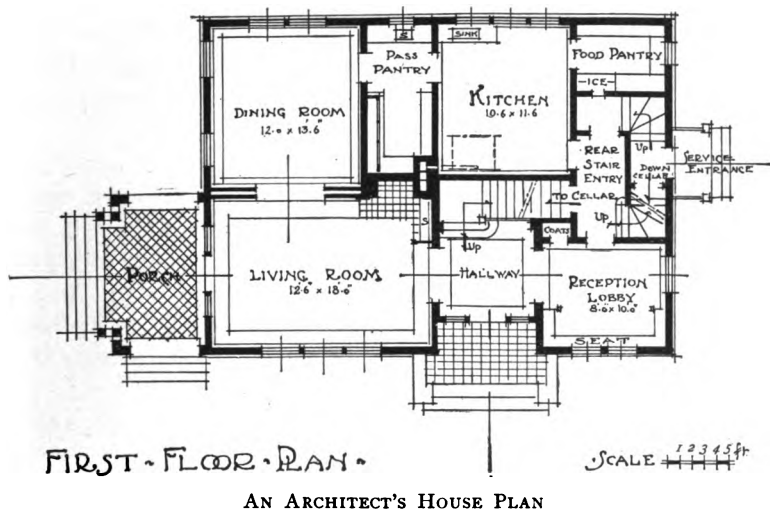 S
SINK
PASS
PANTRY
FOOD PANTRY
ICE
DINING ROOM
12.0 x 13.6
KITCHEN
10.6 x 11.6
UP
REAR
STAIR
ENTRY
DOWN
CELLAR
SERVICE
ENTRANCE
TO CELLAR
UP
S
UP
COATS
PORCH
LIVING ROOM
12.6" x 18.0"
HALLWAY
RECEPTION
LOBBY
8.0 x 10.0"
SEAT
FIRST - FLOOR - PLAN -
SCALE 1 2 3 4 5 ft.
AN ARCHITECT'S HOUSE PLAN